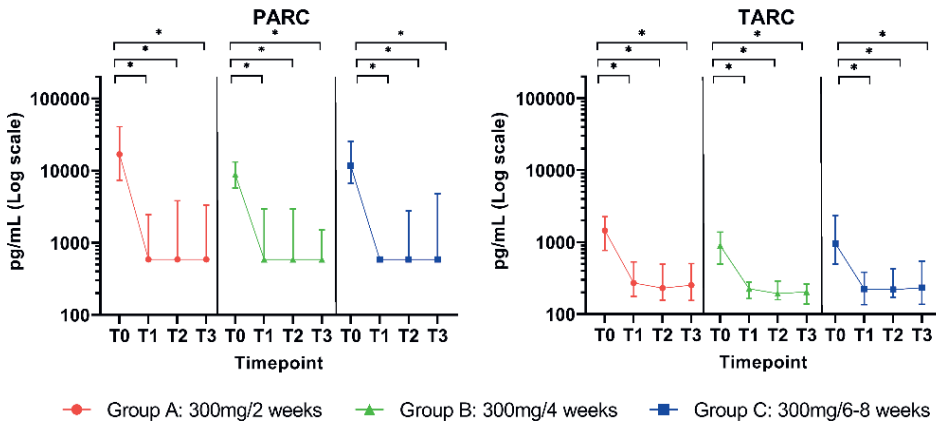 PARC
* * *
* * *
* * *
pg/mL (Log scale)
100000
10000
1000
100
T0 T1 T2 T3 T0 T1 T2 T3 T0 T1 T2 T3
Timepoint
TARC
* * *
* * *
* * *
pg/mL (Log scale)
100000
10000
1000
100
T0 T1 T2 T3 T0 T1 T2 T3 T0 T1 T2 T3
Timepoint
Group A: 300mg/2 weeks Group B: 300mg/4 weeks Group C: 300mg/6-8 weeks